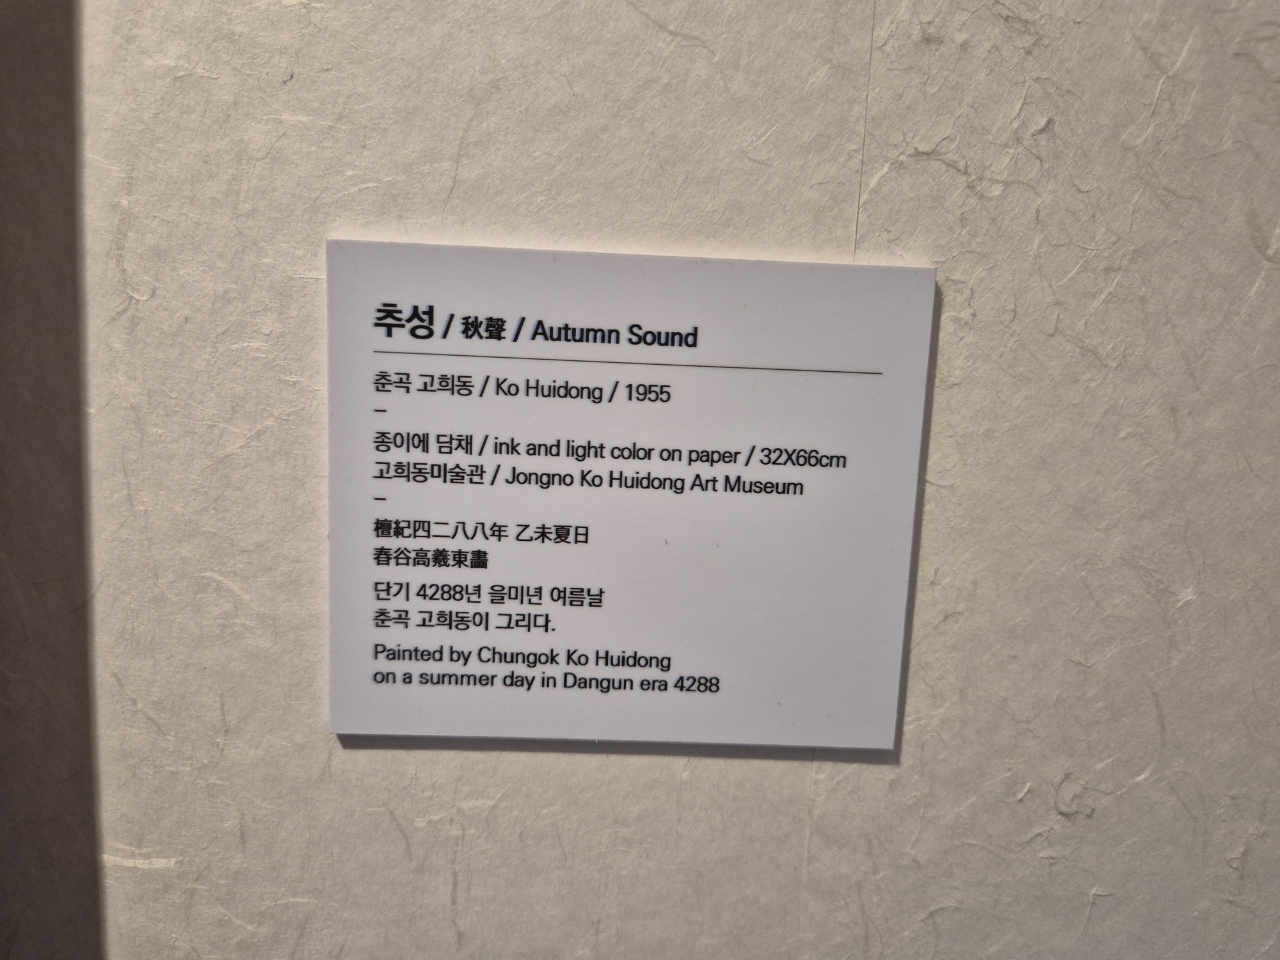 추성 / 秋聲 / Autumn Sound
춘곡 고희동 / Ko Huidong / 1955
–
종이에 담채 / ink and light color on paper / 32X66cm
고희동미술관 / Jongno Ko Huidong Art Museum
–
檀紀四二八八年 乙未夏日
春谷高羲東畵
단기 4288년 을미년 여름날
춘곡 고희동이 그리다.
Painted by Chungok Ko Huidong
on a summer day in Dangun era 4288